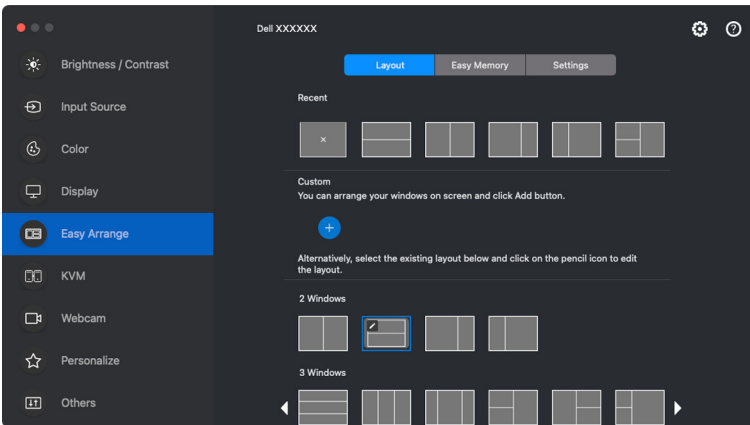 Dell XXXXXX
Brightness / Contrast
Input Source
Color
Display
Easy Arrange
KVM
Webcam
Personalize
Others
Layout
Easy Memory
Settings
Recent
Custom
You can arrange your windows on screen and click Add button.
Alternatively, select the existing layout below and click on the pencil icon to edit
the layout.
2 Windows
3 Windows